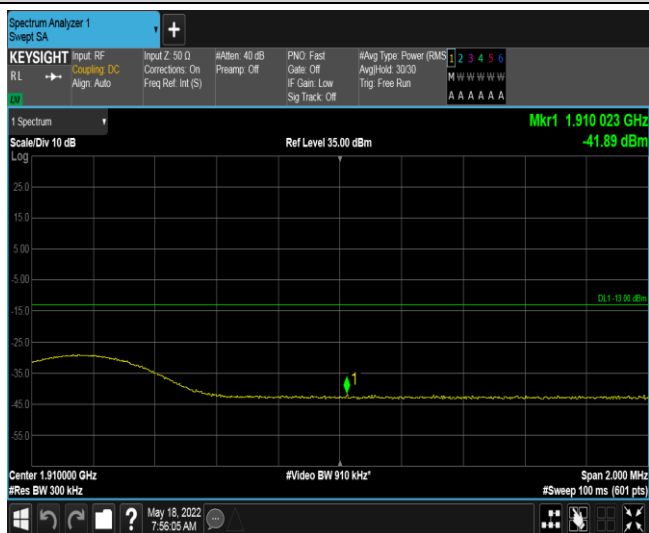 Spectrum Analyzer 1
Swept SA
KEYSIGHT
RL
Input: RF
Coupling: DC
Align: Auto
Input Z: 50 Ω
Corrections: On
Freq Ref: Int (S)
#Atten: 40 dB
Preamp: Off
PNO: Fast
Gate: Off
IF Gain: Low
Sig Track: Off
#Avg Type: Power (RMS
Avg|Hold: 30/30
Trig: Free Run
1 2 3 4 5 6
M W W W W W
A A A A A A
1 Spectrum
Mkr1 1.910 023 GHz
Scale/Div 10 dB
Ref Level 35.00 dBm
-41.89 dBm
Log
25.0
15.0
5.00
-5.00
DL1 -13.00 dBm
-15.0
-25.0
-35.0
1
-45.0
-55.0
Center 1.910000 GHz
#Video BW 910 kHz*
Span 2.000 MHz
#Res BW 300 kHz
#Sweep 100 ms (601 pts)
?
May 18, 2022
7:56:05 AM